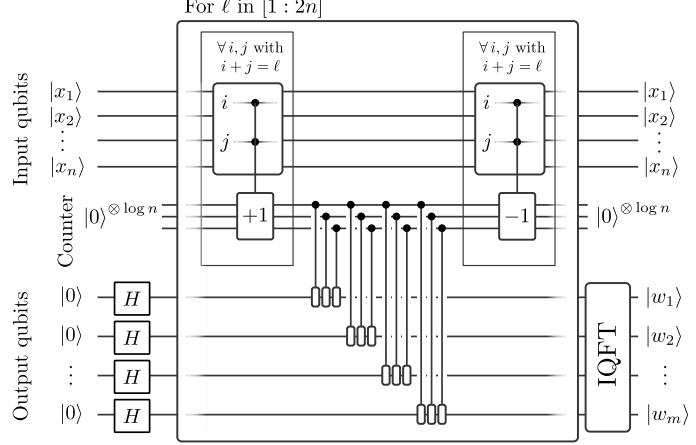 For ℓ in [1 : 2n]
∀ i, j with
i + j = ℓ
∀ i, j with
i + j = ℓ
Input qubits
|x₁⟩
i
i
|x₁⟩
|x₂⟩
|x₂⟩
⋮
j
j
⋮
|xₙ⟩
|xₙ⟩
Counter
|0⟩^{⊗ log n}
+1
−1
|0⟩^{⊗ log n}
Output qubits
|0⟩
H
|w₁⟩
|0⟩
H
|w₂⟩
⋮
H
⋮
|0⟩
H
|wₘ⟩
IQFT